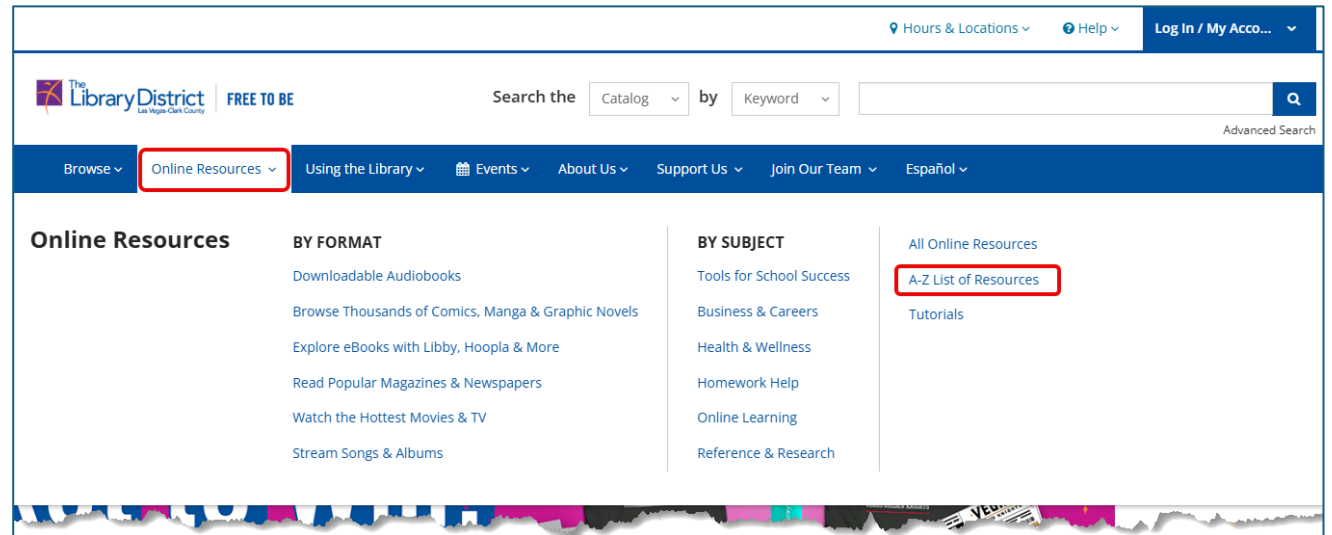 Hours & Locations
Help
Log In / My Acco...
The
Library District
Las Vegas-Clark County
FREE TO BE
Search the Catalog by Keyword
Advanced Search
Browse Online Resources Using the Library Events About Us Support Us Join Our Team Español
Online Resources
BY FORMAT
Downloadable Audiobooks
Browse Thousands of Comics, Manga & Graphic Novels
Explore eBooks with Libby, Hoopla & More
Read Popular Magazines & Newspapers
Watch the Hottest Movies & TV
Stream Songs & Albums
BY SUBJECT
Tools for School Success
Business & Careers
Health & Wellness
Homework Help
Online Learning
Reference & Research
All Online Resources
A-Z List of Resources
Tutorials